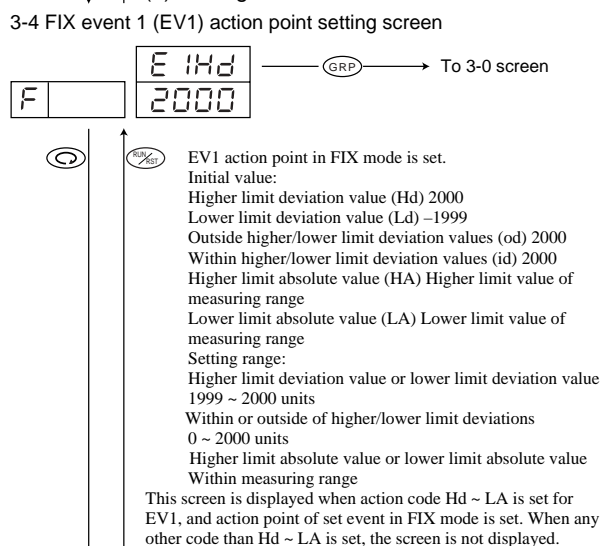 3-4 FIX event 1 (EV1) action point setting screen
E 1Hd
GRP
To 3-0 screen
F
2000
RUN/RST
EV1 action point in FIX mode is set.
Initial value:
Higher limit deviation value (Hd) 2000
Lower limit deviation value (Ld) –1999
Outside higher/lower limit deviation values (od) 2000
Within higher/lower limit deviation values (id) 2000
Higher limit absolute value (HA) Higher limit value of
measuring range
Lower limit absolute value (LA) Lower limit value of
measuring range
Setting range:
Higher limit deviation value or lower limit deviation value
1999 ~ 2000 units
Within or outside of higher/lower limit deviations
0 ~ 2000 units
Higher limit absolute value or lower limit absolute value
Within measuring range
This screen is displayed when action code Hd ~ LA is set for
EV1, and action point of set event in FIX mode is set. When any
other code than Hd ~ LA is set, the screen is not displayed.